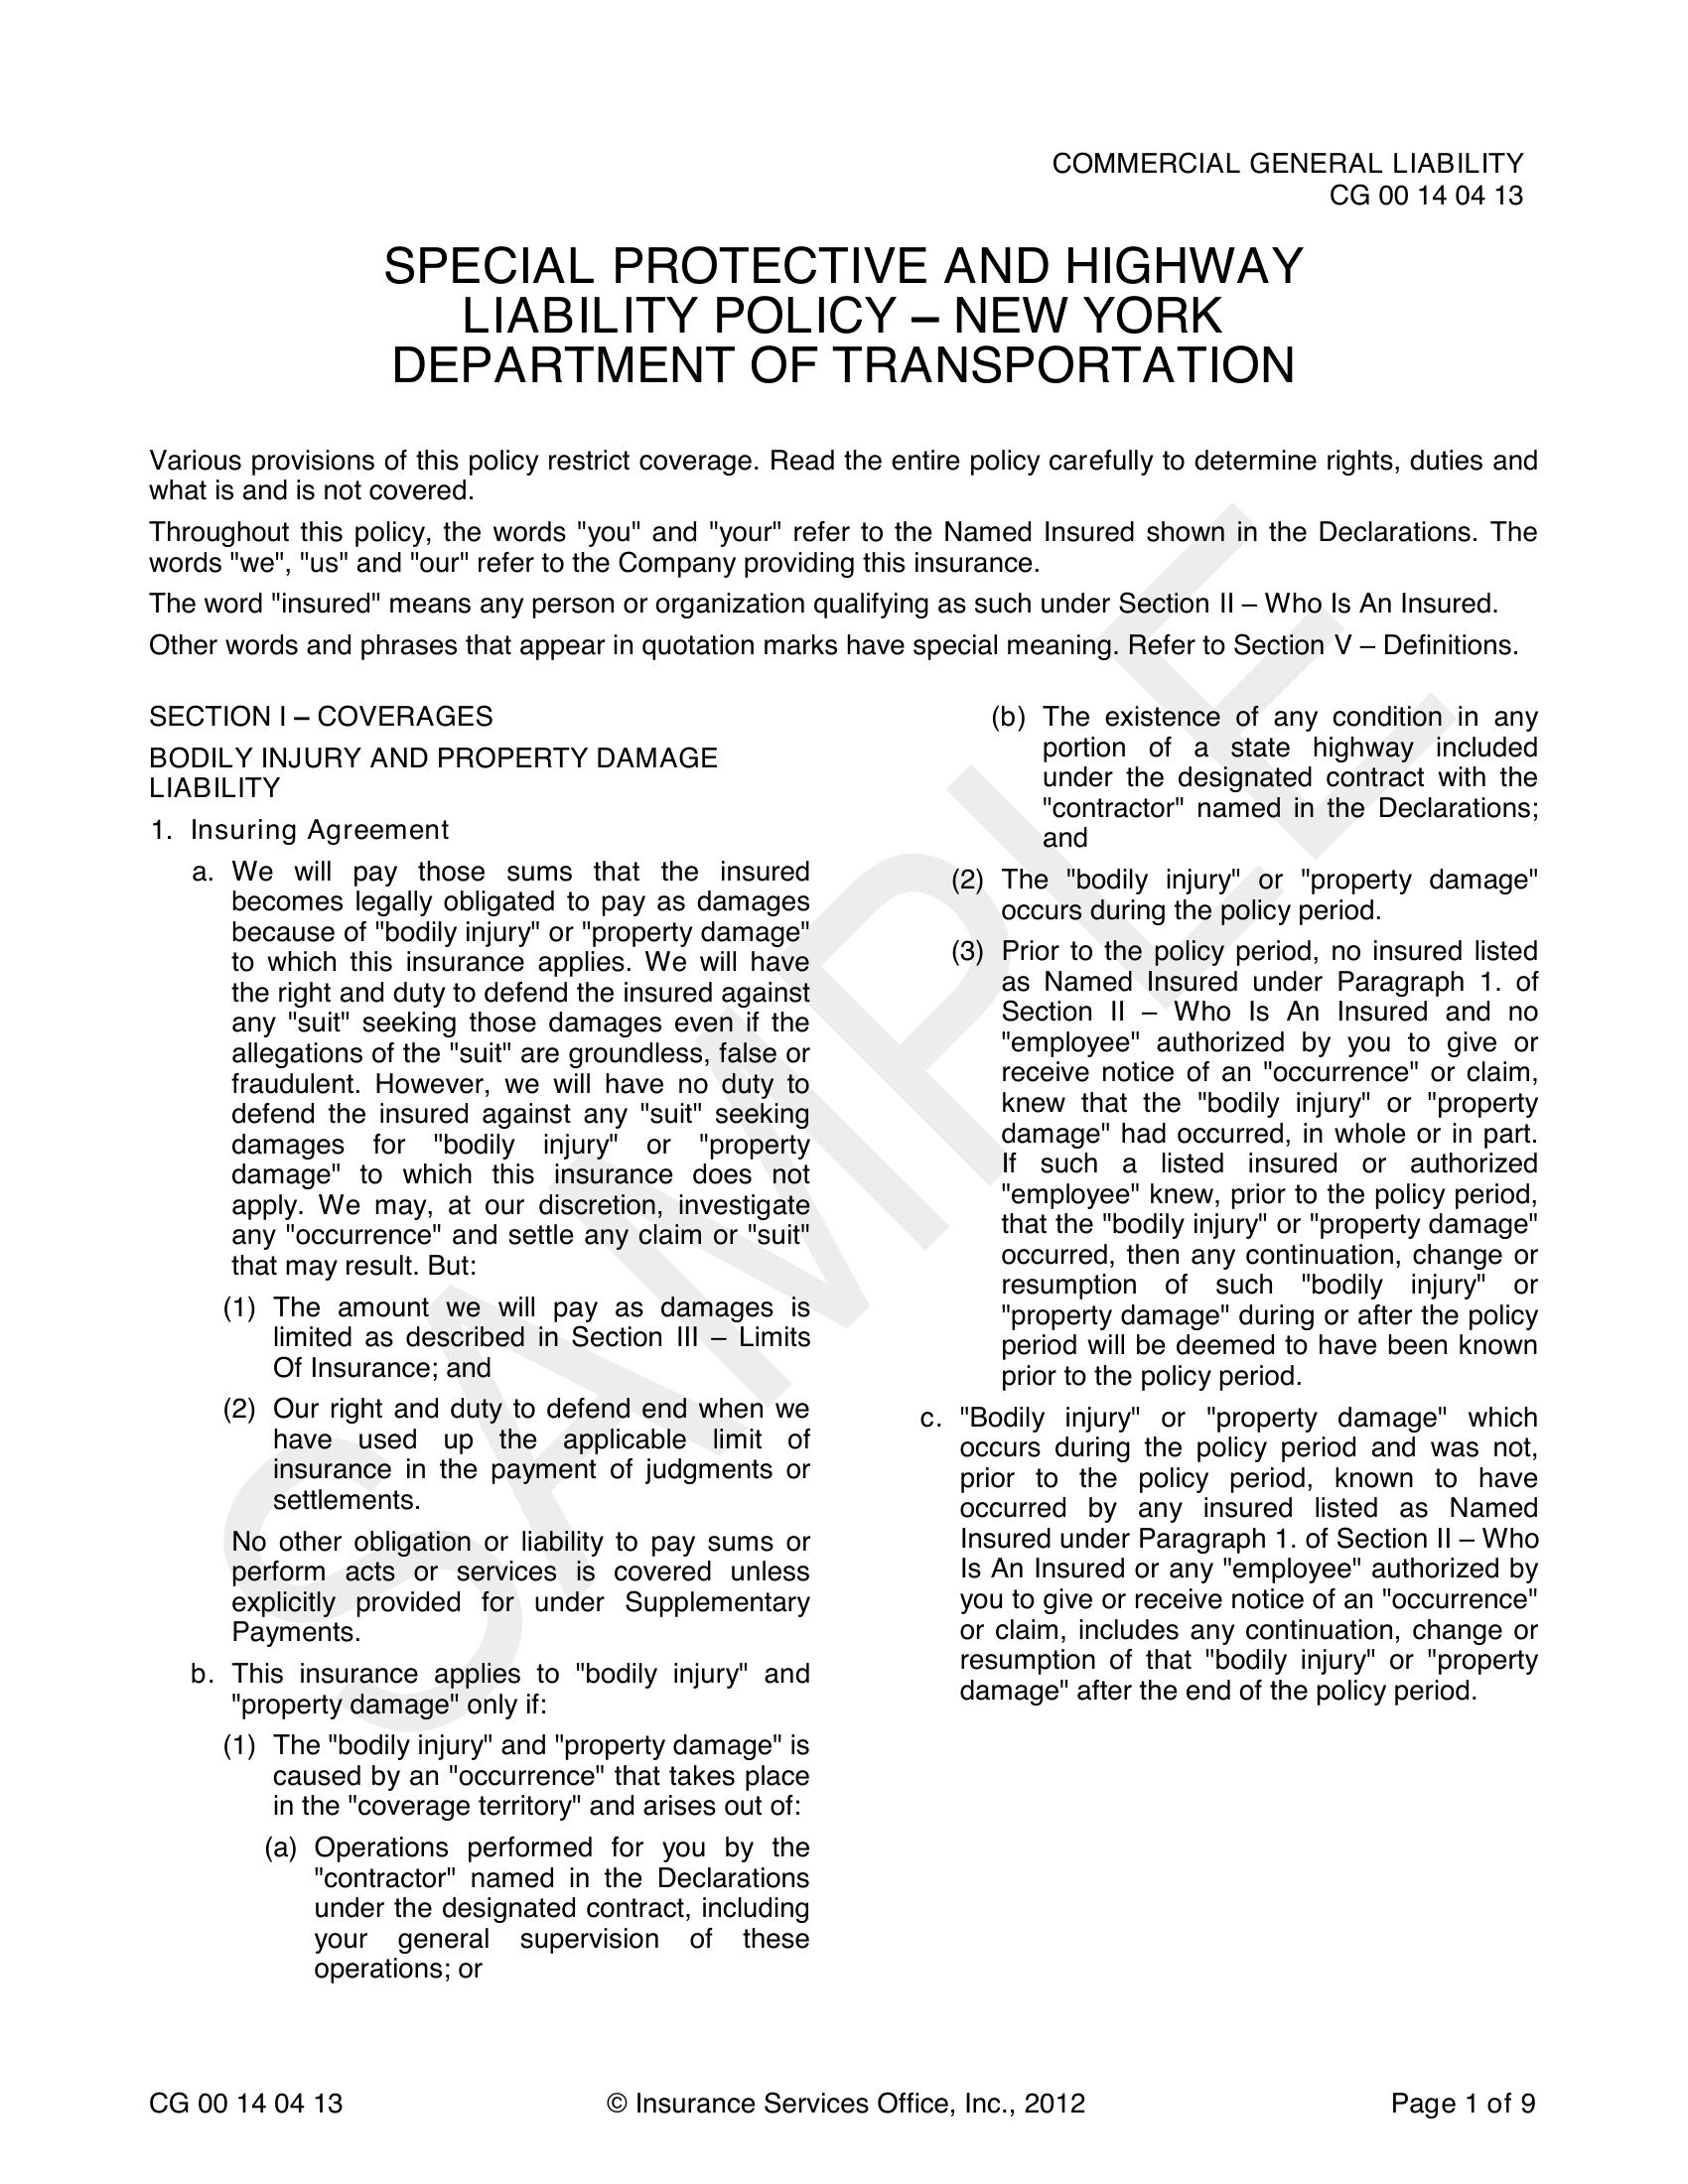 COMMERCIAL GENERAL LIABILITY
CG 00 14 04 13
SPECIAL PROTECTIVE AND HIGHWAY
LIABILITY POLICY – NEW YORK
DEPARTMENT OF TRANSPORTATION
Various provisions of this policy restrict coverage. Read the entire policy carefully to determine rights, duties and
what is and is not covered.
Throughout this policy, the words "you" and "your" refer to the Named Insured shown in the Declarations. The
words "we", "us" and "our" refer to the Company providing this insurance.
The word "insured" means any person or organization qualifying as such under Section II – Who Is An Insured.
Other words and phrases that appear in quotation marks have special meaning. Refer to Section V – Definitions.
SECTION I – COVERAGES
BODILY INJURY AND PROPERTY DAMAGE
LIABILITY
1. Insuring Agreement
a. We will pay those sums that the insured
becomes legally obligated to pay as damages
because of "bodily injury" or "property damage"
to which this insurance applies. We will have
the right and duty to defend the insured against
any "suit" seeking those damages even if the
allegations of the "suit" are groundless, false or
fraudulent. However, we will have no duty to
defend the insured against any "suit" seeking
damages for "bodily injury" or "property
damage" to which this insurance does not
apply. We may, at our discretion, investigate
any "occurrence" and settle any claim or "suit"
that may result. But:
(1) The amount we will pay as damages is
limited as described in Section III – Limits
Of Insurance; and
(2) Our right and duty to defend end when we
have used up the applicable limit of
insurance in the payment of judgments or
settlements.
No other obligation or liability to pay sums or
perform acts or services is covered unless
explicitly provided for under Supplementary
Payments.
b. This insurance applies to "bodily injury" and
"property damage" only if:
(1) The "bodily injury" and "property damage" is
caused by an "occurrence" that takes place
in the "coverage territory" and arises out of:
(a) Operations performed for you by the
"contractor" named in the Declarations
under the designated contract, including
your general supervision of these
operations; or
(b) The existence of any condition in any
portion of a state highway included
under the designated contract with the
"contractor" named in the Declarations;
and
(2) The "bodily injury" or "property damage"
occurs during the policy period.
(3) Prior to the policy period, no insured listed
as Named Insured under Paragraph 1. of
Section II – Who Is An Insured and no
"employee" authorized by you to give or
receive notice of an "occurrence" or claim,
knew that the "bodily injury" or "property
damage" had occurred, in whole or in part.
If such a listed insured or authorized
"employee" knew, prior to the policy period,
that the "bodily injury" or "property damage"
occurred, then any continuation, change or
resumption of such "bodily injury" or
"property damage" during or after the policy
period will be deemed to have been known
prior to the policy period.
c. "Bodily injury" or "property damage" which
occurs during the policy period and was not,
prior to the policy period, known to have
occurred by any insured listed as Named
Insured under Paragraph 1. of Section II – Who
Is An Insured or any "employee" authorized by
you to give or receive notice of an "occurrence"
or claim, includes any continuation, change or
resumption of that "bodily injury" or "property
damage" after the end of the policy period.
SAMPLE
CG 00 14 04 13
© Insurance Services Office, Inc., 2012
Page 1 of 9